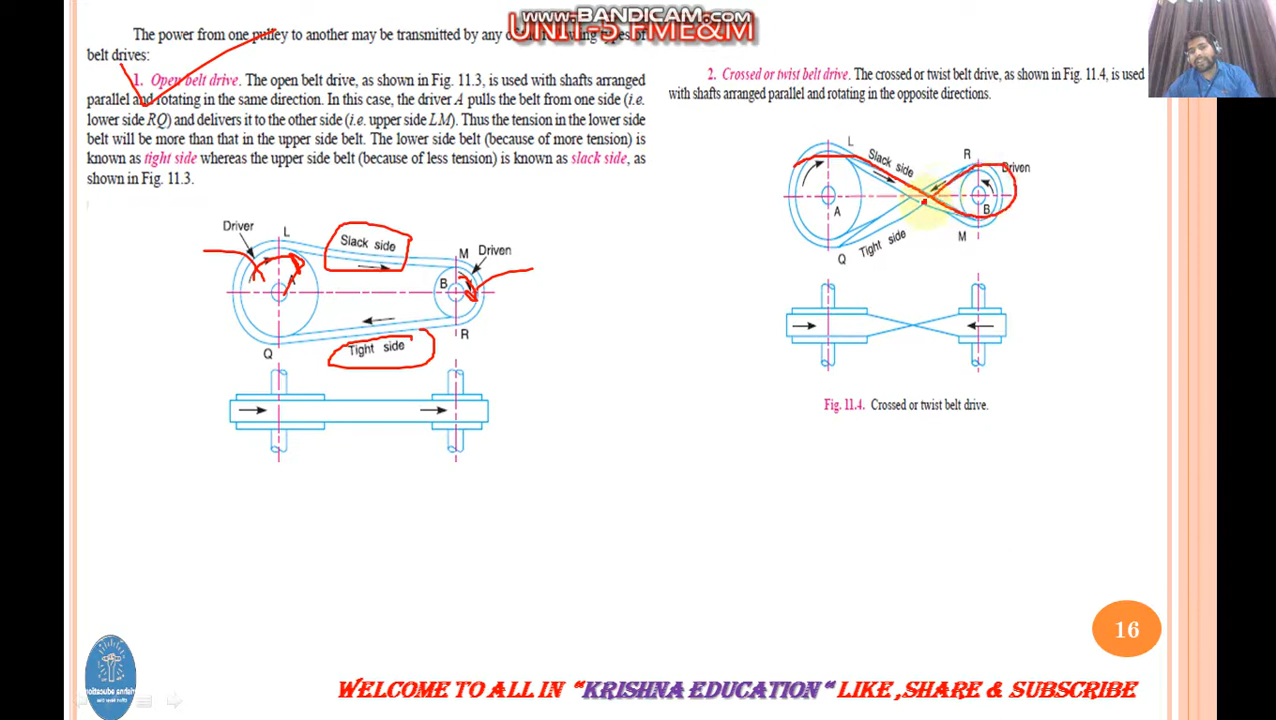 www.BANDICAM.com
UNIT-5 FME&M
The power from one pulley to another may be transmitted by any of the following types of
belt drives:
1. Open belt drive. The open belt drive, as shown in Fig. 11.3, is used with shafts arranged
parallel and rotating in the same direction. In this case, the driver A pulls the belt from one side (i.e.
lower side RQ) and delivers it to the other side (i.e. upper side LM). Thus the tension in the lower side
belt will be more than that in the upper side belt. The lower side belt (because of more tension) is
known as tight side whereas the upper side belt (because of less tension) is known as slack side, as
shown in Fig. 11.3.
Driver
L
Slack side
M
Driven
A
B
Tight side
R
Q
2. Crossed or twist belt drive. The crossed or twist belt drive, as shown in Fig. 11.4, is used
with shafts arranged parallel and rotating in the opposite directions.
L
Slack side
R
Driven
A
B
Tight side
M
Q
Fig. 11.4. Crossed or twist belt drive.
16
WELCOME TO ALL IN "KRISHNA EDUCATION" LIKE ,SHARE & SUBSCRIBE